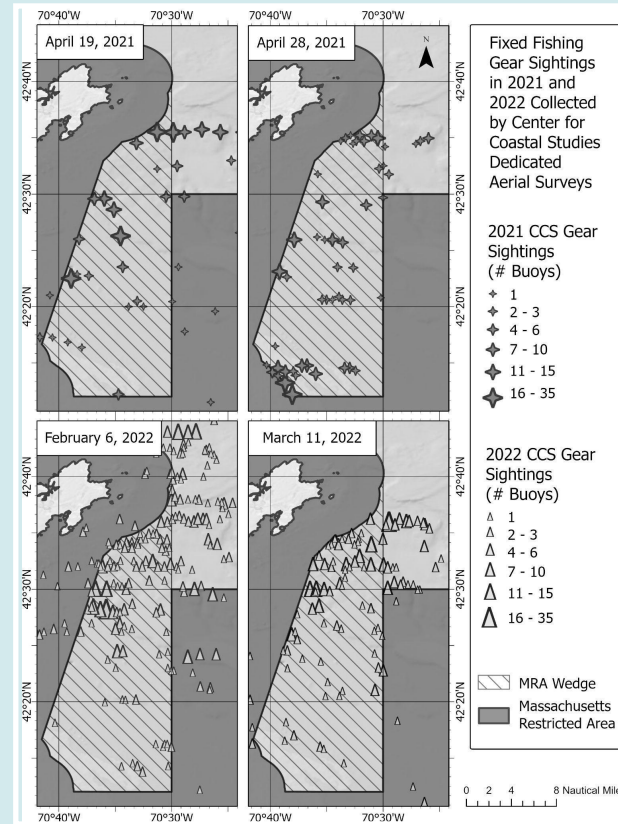 70°40'W 70°30'W 70°40'W 70°30'W
April 19, 2021
April 28, 2021
N
42°40'N
42°30'N
42°20'N
42°40'N
42°30'N
42°20'N
February 6, 2022
March 11, 2022
42°40'N
42°30'N
42°20'N
42°40'N
42°30'N
42°20'N
70°40'W 70°30'W 70°40'W 70°30'W
Fixed Fishing
Gear Sightings
in 2021 and
2022 Collected
by Center for
Coastal Studies
Dedicated
Aerial Surveys
2021 CCS Gear
Sightings
(# Buoys)
1
2 - 3
4 - 6
7 - 10
11 - 15
16 - 35
2022 CCS Gear
Sightings
(# Buoys)
1
2 - 3
4 - 6
7 - 10
11 - 15
16 - 35
MRA Wedge
Massachusetts
Restricted Area
0 2 4 8 Nautical Mile